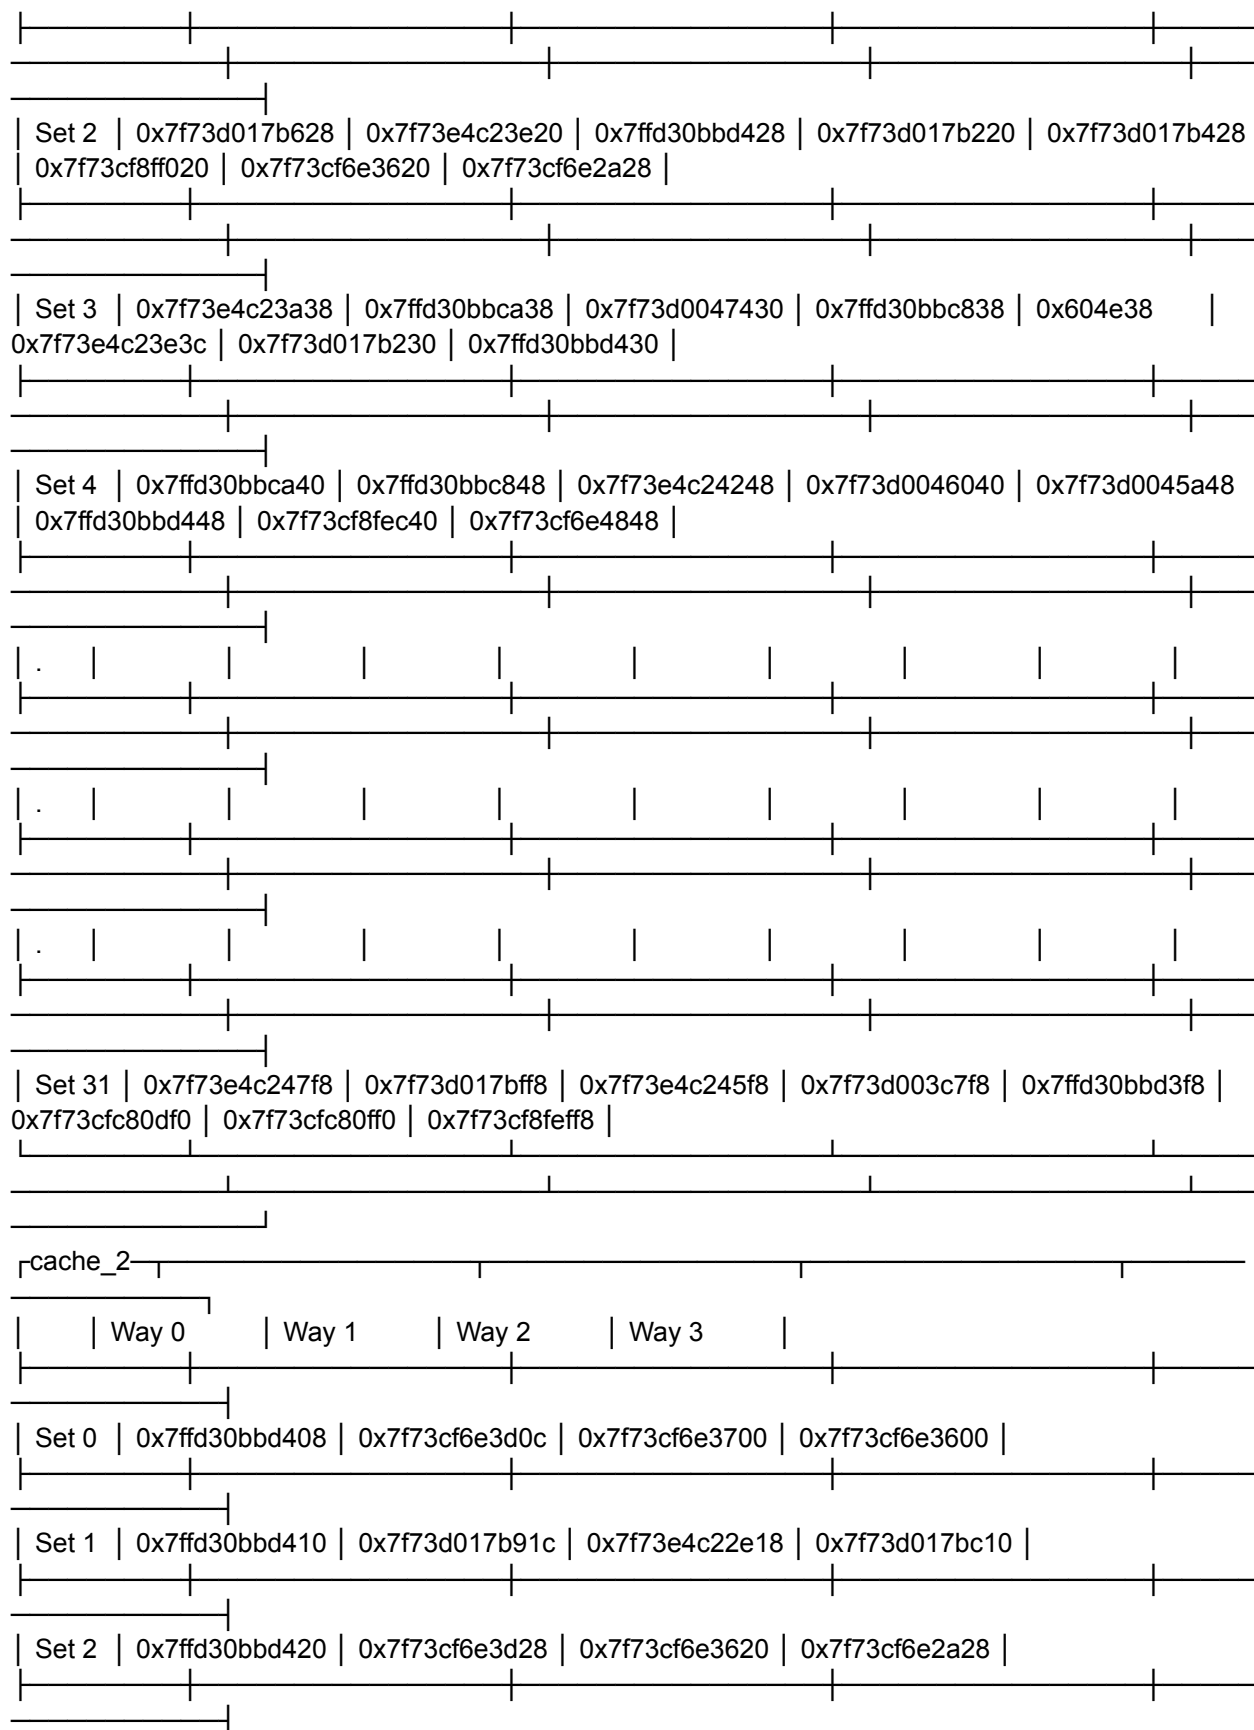 │ Set 2 │ 0x7f73d017b628 │ 0x7f73e4c23e20 │ 0x7ffd30bbd428 │ 0x7f73d017b220 │ 0x7f73d017b428
│ 0x7f73cf8ff020 │ 0x7f73cf6e3620 │ 0x7f73cf6e2a28 │
│ Set 3 │ 0x7f73e4c23a38 │ 0x7ffd30bbca38 │ 0x7f73d0047430 │ 0x7ffd30bbc838 │ 0x604e38 │
0x7f73e4c23e3c │ 0x7f73d017b230 │ 0x7ffd30bbd430 │
│ Set 4 │ 0x7ffd30bbca40 │ 0x7ffd30bbc848 │ 0x7f73e4c24248 │ 0x7f73d0046040 │ 0x7f73d0045a48
│ 0x7ffd30bbd448 │ 0x7f73cf8fec40 │ 0x7f73cf6e4848 │
│ . │ │ │ │ │ │ │ │ │
│ . │ │ │ │ │ │ │ │ │
│ . │ │ │ │ │ │ │ │ │
│ Set 31 │ 0x7f73e4c247f8 │ 0x7f73d017bff8 │ 0x7f73e4c245f8 │ 0x7f73d003c7f8 │ 0x7ffd30bbd3f8 │
0x7f73cfc80df0 │ 0x7f73cfc80ff0 │ 0x7f73cf8feff8 │
cache_2
│ │ Way 0 │ Way 1 │ Way 2 │ Way 3 │
│ Set 0 │ 0x7ffd30bbd408 │ 0x7f73cf6e3d0c │ 0x7f73cf6e3700 │ 0x7f73cf6e3600 │
│ Set 1 │ 0x7ffd30bbd410 │ 0x7f73d017b91c │ 0x7f73e4c22e18 │ 0x7f73d017bc10 │
│ Set 2 │ 0x7ffd30bbd420 │ 0x7f73cf6e3d28 │ 0x7f73cf6e3620 │ 0x7f73cf6e2a28 │